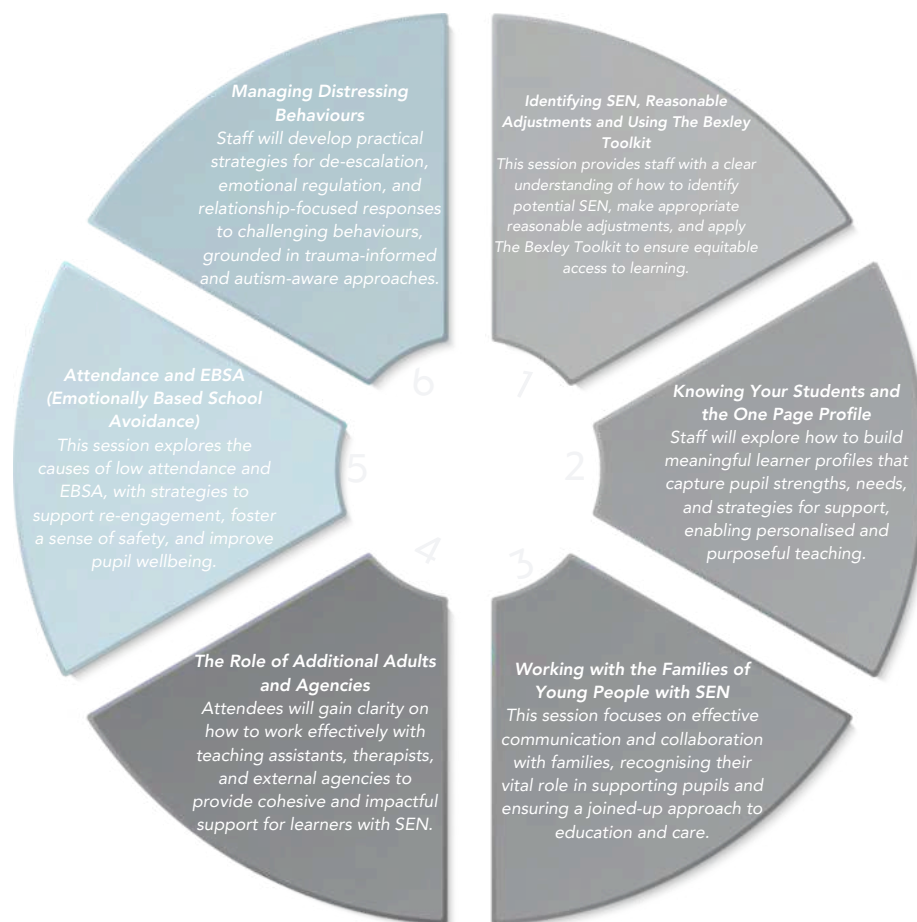 Identifying SEN, Reasonable
Adjustments and Using The Bexley
Toolkit
This session provides staff with a clear
understanding of how to identify
potential SEN, make appropriate
reasonable adjustments, and apply
The Bexley Toolkit to ensure equitable
access to learning.
1
Knowing Your Students and
the One Page Profile
Staff will explore how to build
meaningful learner profiles that
capture pupil strengths, needs,
and strategies for support,
enabling personalised and
purposeful teaching.
2
Working with the Families of
Young People with SEN
This session focuses on effective
communication and collaboration
with families, recognising their
vital role in supporting pupils and
ensuring a joined-up approach to
education and care.
3
The Role of Additional Adults
and Agencies
Attendees will gain clarity on
how to work effectively with
teaching assistants, therapists,
and external agencies to
provide cohesive and impactful
support for learners with SEN.
4
Attendance and EBSA
(Emotionally Based School
Avoidance)
This session explores the
causes of low attendance and
EBSA, with strategies to
support re-engagement, foster
a sense of safety, and improve
pupil wellbeing.
5
Managing Distressing
Behaviours
Staff will develop practical
strategies for de-escalation,
emotional regulation, and
relationship-focused responses
to challenging behaviours,
grounded in trauma-informed
and autism-aware approaches.
6